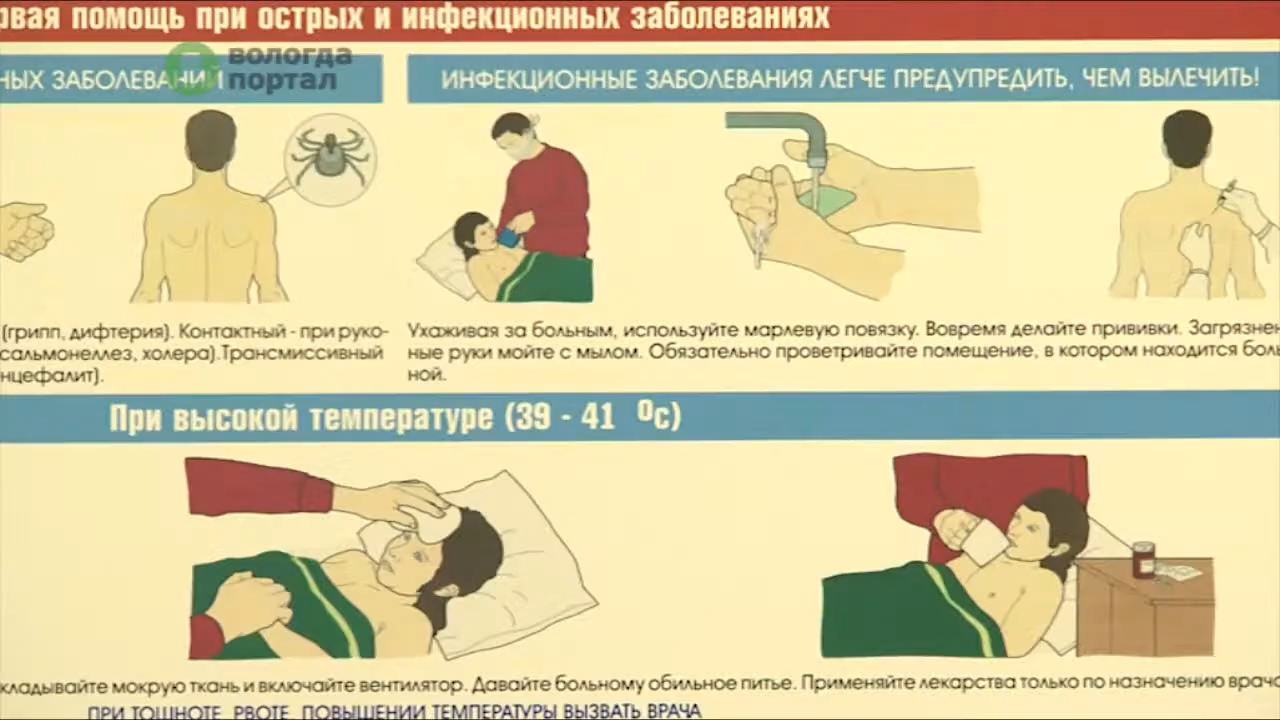 рвая помощь при острых и инфекционных заболеваниях
вологда
портал
НЫХ ЗАБОЛЕВАНИЙ
ИНФЕКЦИОННЫЕ ЗАБОЛЕВАНИЯ ЛЕГЧЕ ПРЕДУПРЕДИТЬ, ЧЕМ ВЫЛЕЧИТЬ!
(грипп, дифтерия). Контактный - при руко-
сальмонеллез, холера).Трансмиссивный
нцефалит).
Ухаживая за больным, используйте марлевую повязку. Вовремя делайте прививки. Загрязнен
ные руки мойте с мылом. Обязательно проветривайте помещение, в котором находится боль
ной.
При высокой температуре (39 - 41 ºс)
кладывайте мокрую ткань и включайте вентилятор. Давайте больному обильное питье. Применяйте лекарства только по назначению врача
ПРИ ТОШНОТЕ, РВОТЕ, ПОВЫШЕНИИ ТЕМПЕРАТУРЫ ВЫЗВАТЬ ВРАЧА